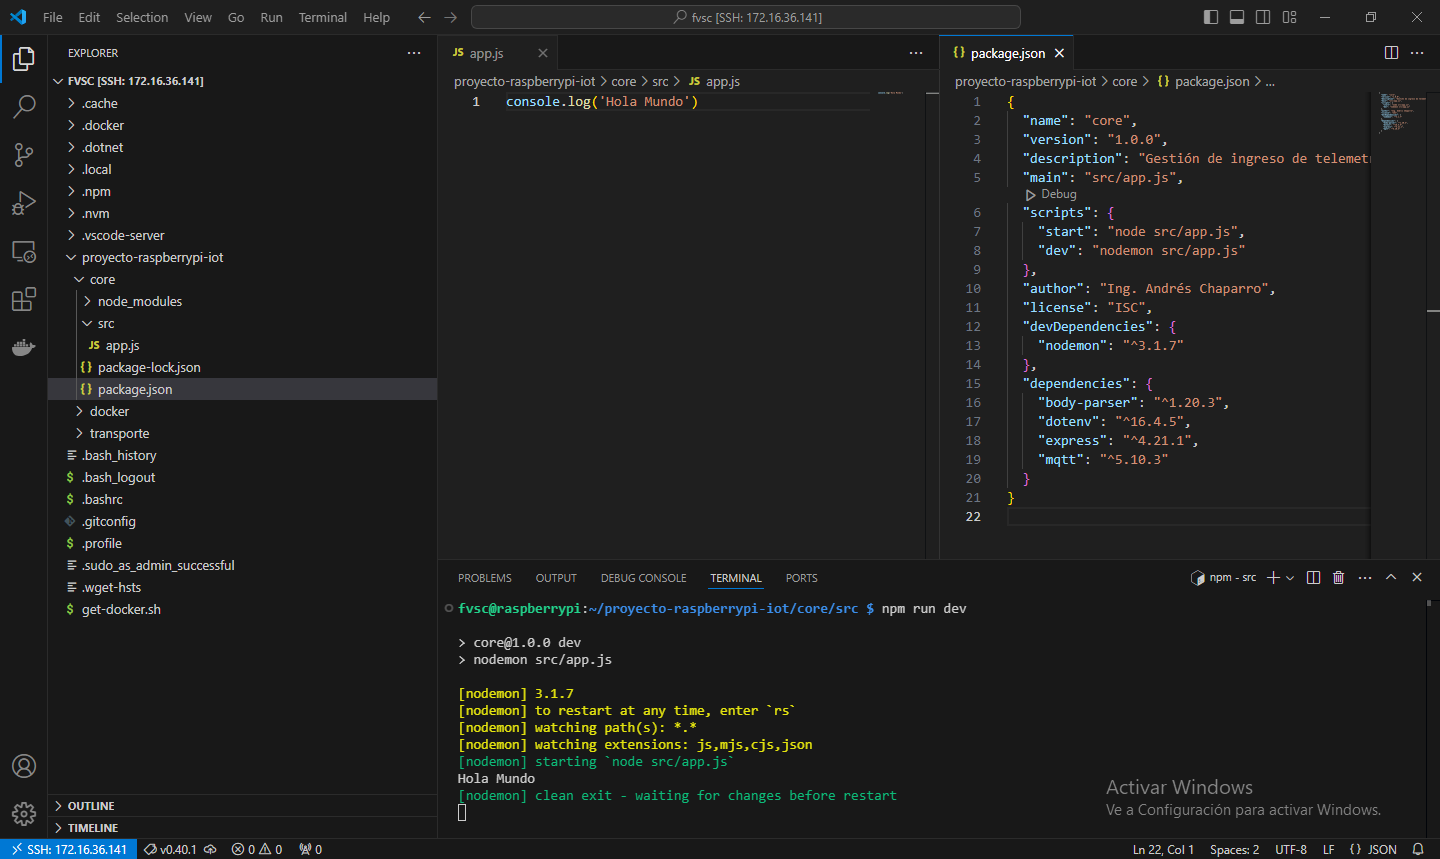 File Edit Selection View Go Run Terminal Help
fvsc [SSH: 172.16.36.141]
EXPLORER
FVSC [SSH: 172.16.36.141]
.cache
.docker
.dotnet
.local
.npm
.nvm
.vscode-server
proyecto-raspberrypi-iot
core
node_modules
src
JS app.js
{} package-lock.json
{} package.json
docker
transporte
.bash_history
$ .bash_logout
$ .bashrc
.gitconfig
$ .profile
.sudo_as_admin_successful
.wget-hsts
$ get-docker.sh
OUTLINE
TIMELINE
JS app.js
proyecto-raspberrypi-iot > core > src > JS app.js
1 console.log('Hola Mundo')
{} package.json
proyecto-raspberrypi-iot > core > {} package.json > ...
1 {
2 "name": "core",
3 "version": "1.0.0",
4 "description": "Gestión de ingreso de telemetr
5 "main": "src/app.js",
Debug
6 "scripts": {
7 "start": "node src/app.js",
8 "dev": "nodemon src/app.js"
9 },
10 "author": "Ing. Andrés Chaparro",
11 "license": "ISC",
12 "devDependencies": {
13 "nodemon": "^3.1.7"
14 },
15 "dependencies": {
16 "body-parser": "^1.20.3",
17 "dotenv": "^16.4.5",
18 "express": "^4.21.1",
19 "mqtt": "^5.10.3"
20 }
21 }
22
PROBLEMS OUTPUT DEBUG CONSOLE TERMINAL PORTS
npm - src
fvsc@raspberrypi:~/proyecto-raspberrypi-iot/core/src $ npm run dev
> core@1.0.0 dev
> nodemon src/app.js
[nodemon] 3.1.7
[nodemon] to restart at any time, enter `rs`
[nodemon] watching path(s): *.*
[nodemon] watching extensions: js,mjs,cjs,json
[nodemon] starting `node src/app.js`
Hola Mundo
[nodemon] clean exit - waiting for changes before restart
Activar Windows
Ve a Configuración para activar Windows.
SSH: 172.16.36.141 v0.40.1 0 0 0 Ln 22, Col 1 Spaces: 2 UTF-8 LF {} JSON